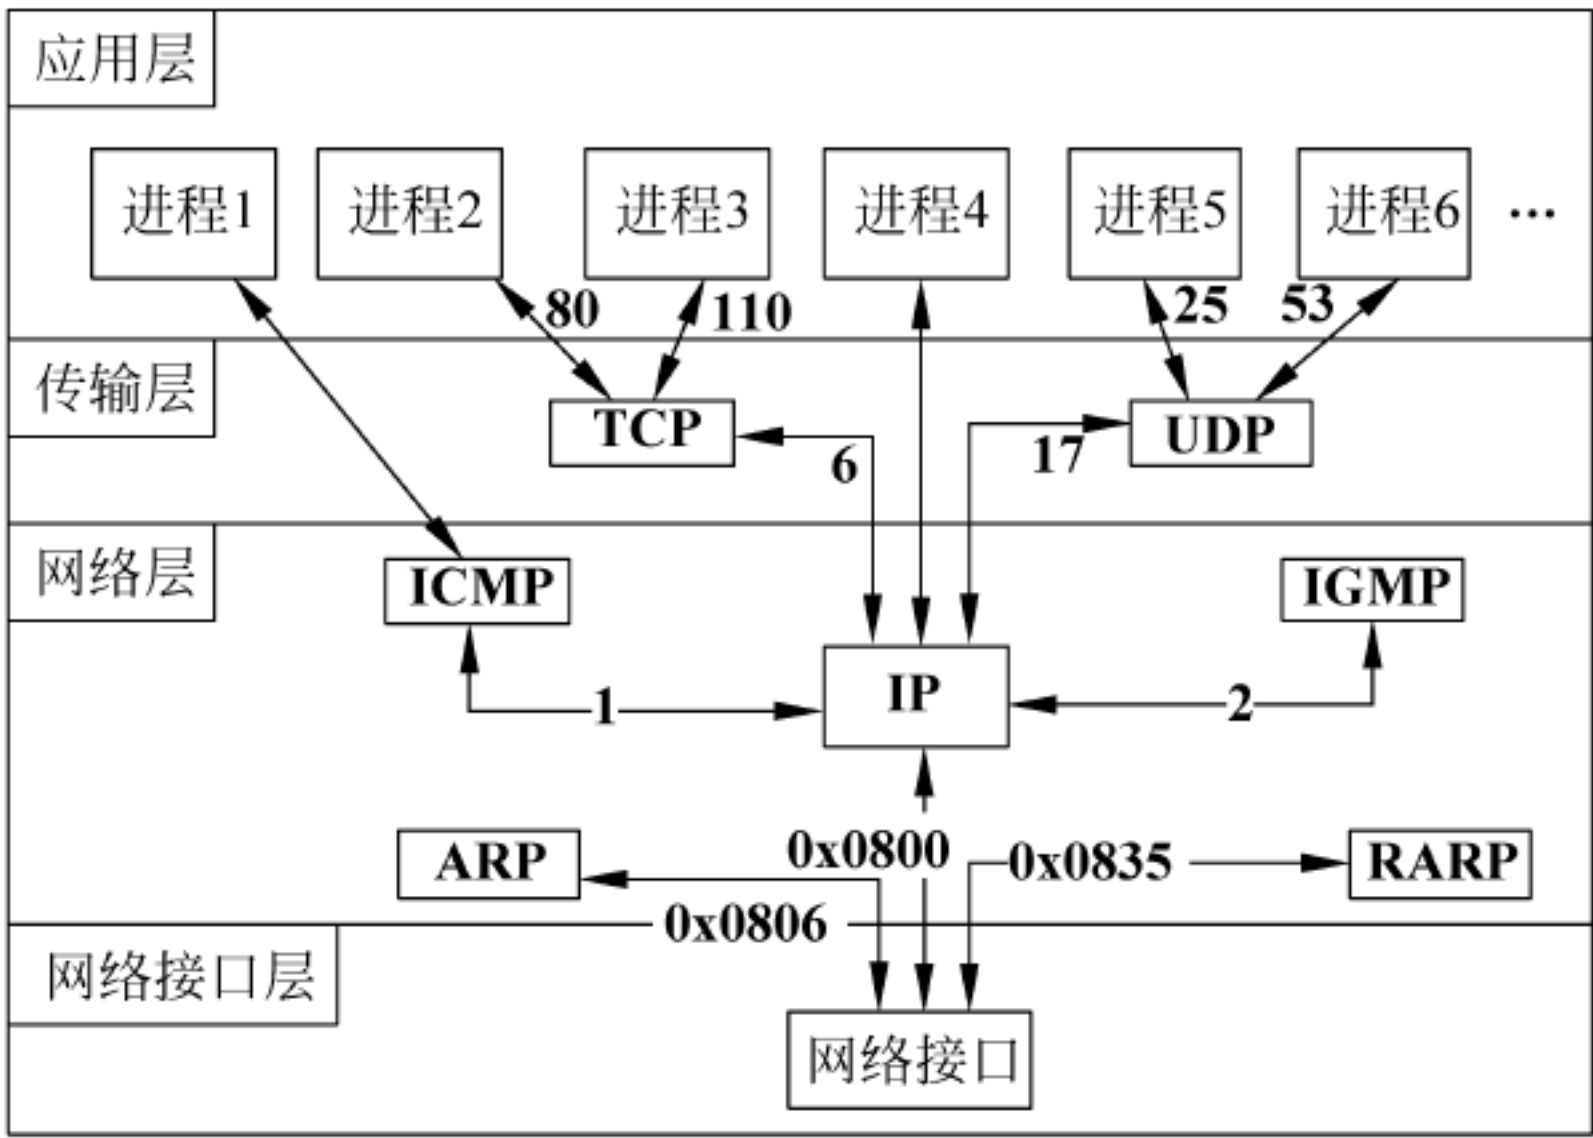 应用层
进程1 进程2 进程3 进程4 进程5 进程6 ...
80 110 25 53
传输层
TCP 6 17 UDP
网络层
ICMP IGMP
1 IP 2
ARP 0x0800 0x0835 RARP
0x0806
网络接口层
网络接口